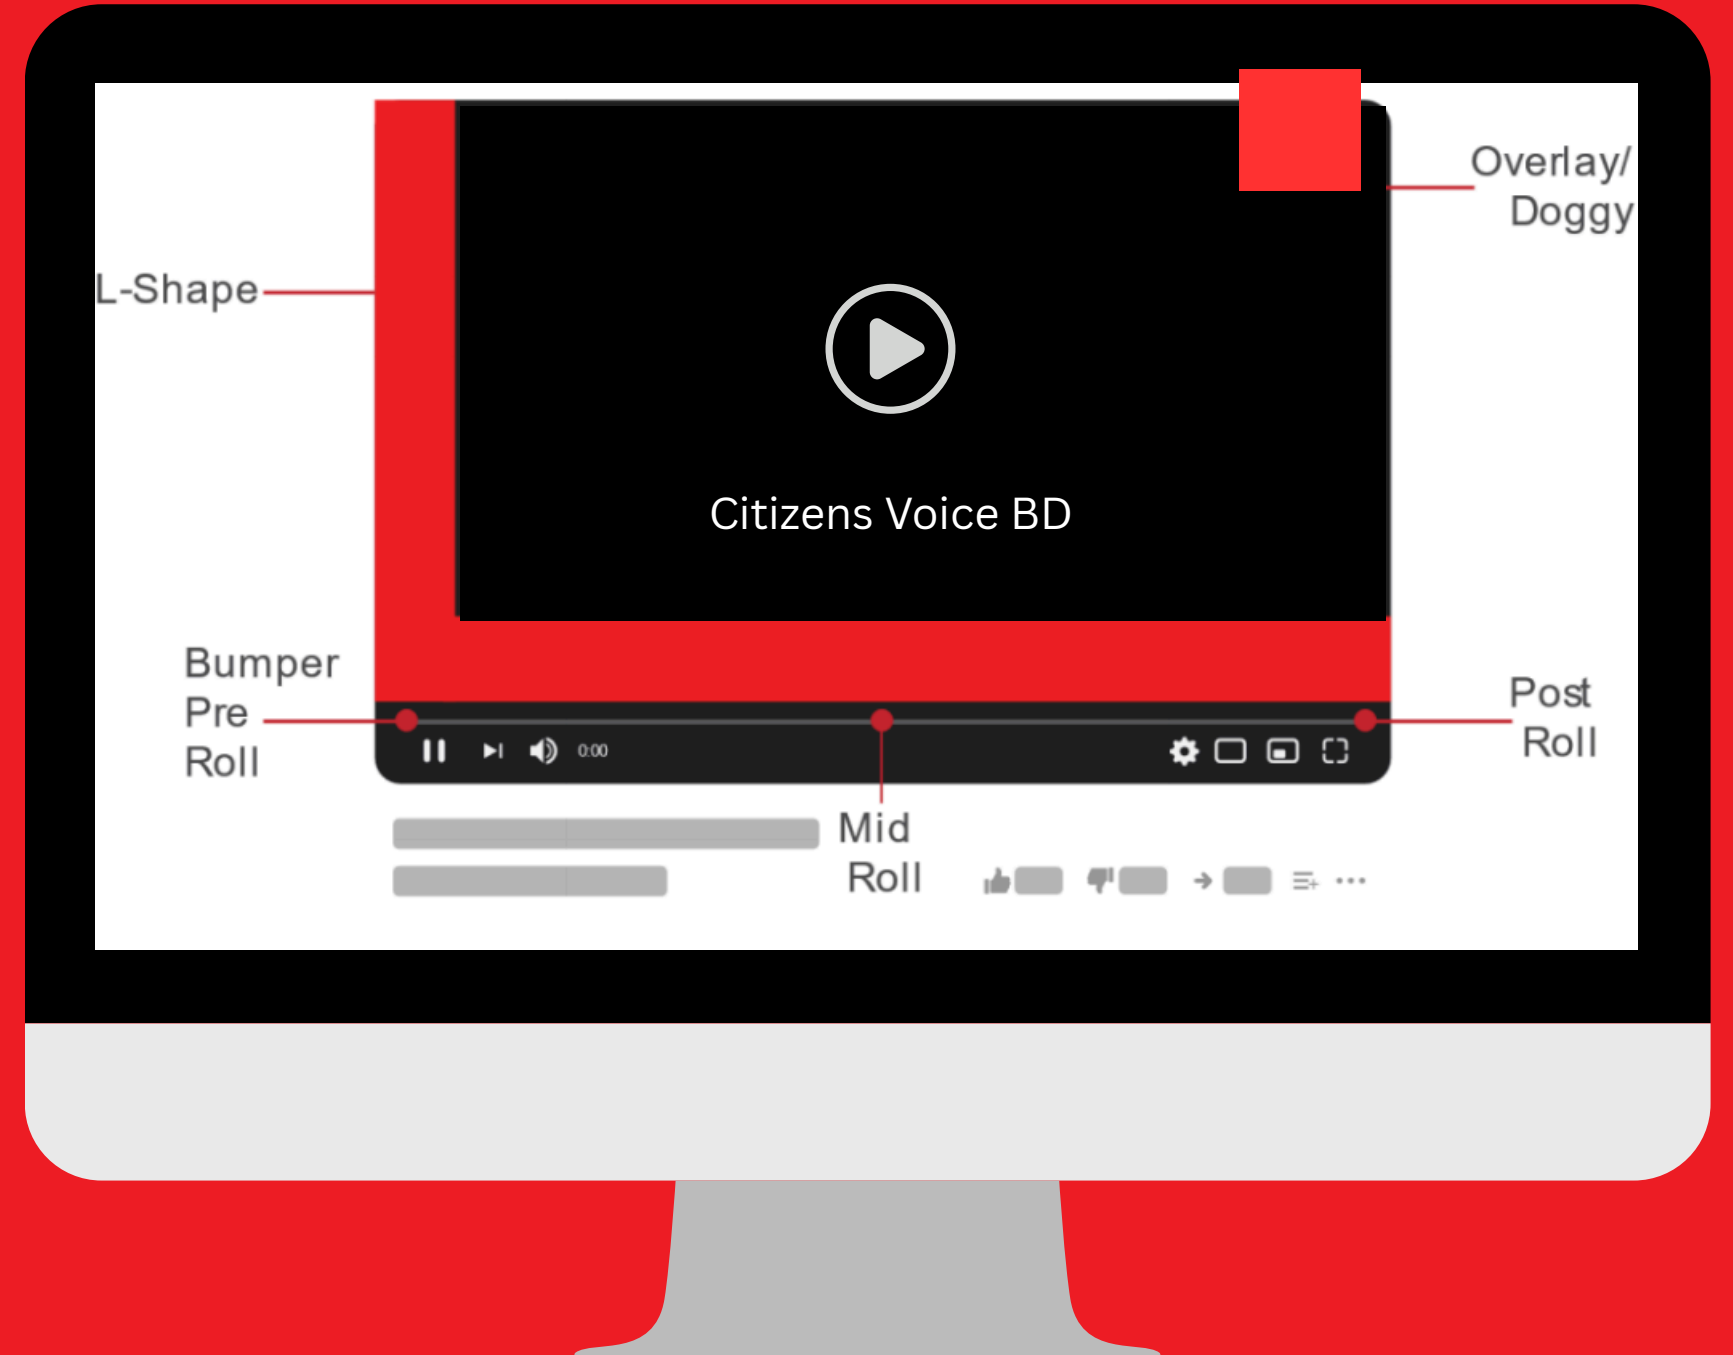 Overlay/
Doggy
L-Shape
Citizens Voice BD
Bumper
Pre
Roll
Post
Roll
0:00
Mid
Roll